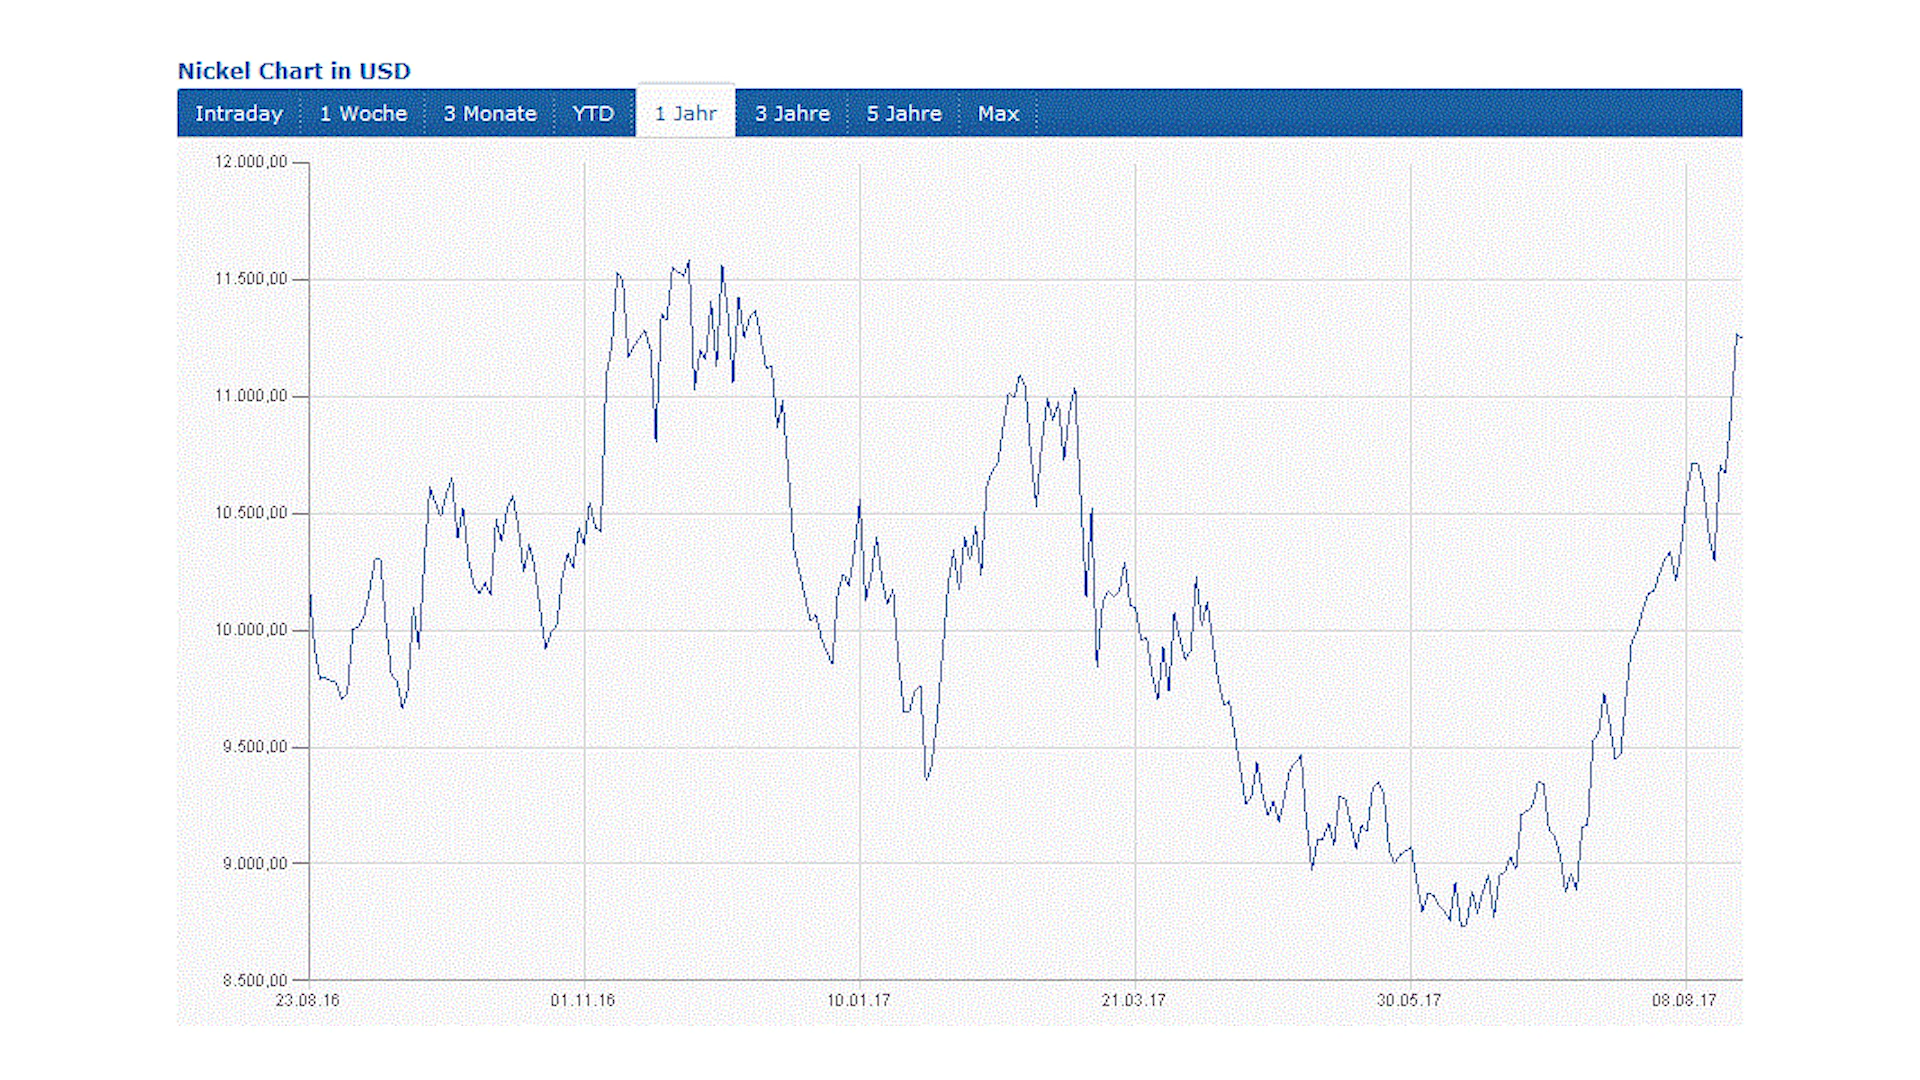 Nickel Chart in USD
Intraday 1 Woche 3 Monate YTD 1 Jahr 3 Jahre 5 Jahre Max
12.000,00
11.500,00
11.000,00
10.500,00
10.000,00
9.500,00
9.000,00
8.500,00
23.08.16 01.11.16 10.01.17 21.03.17 30.05.17 08.08.17